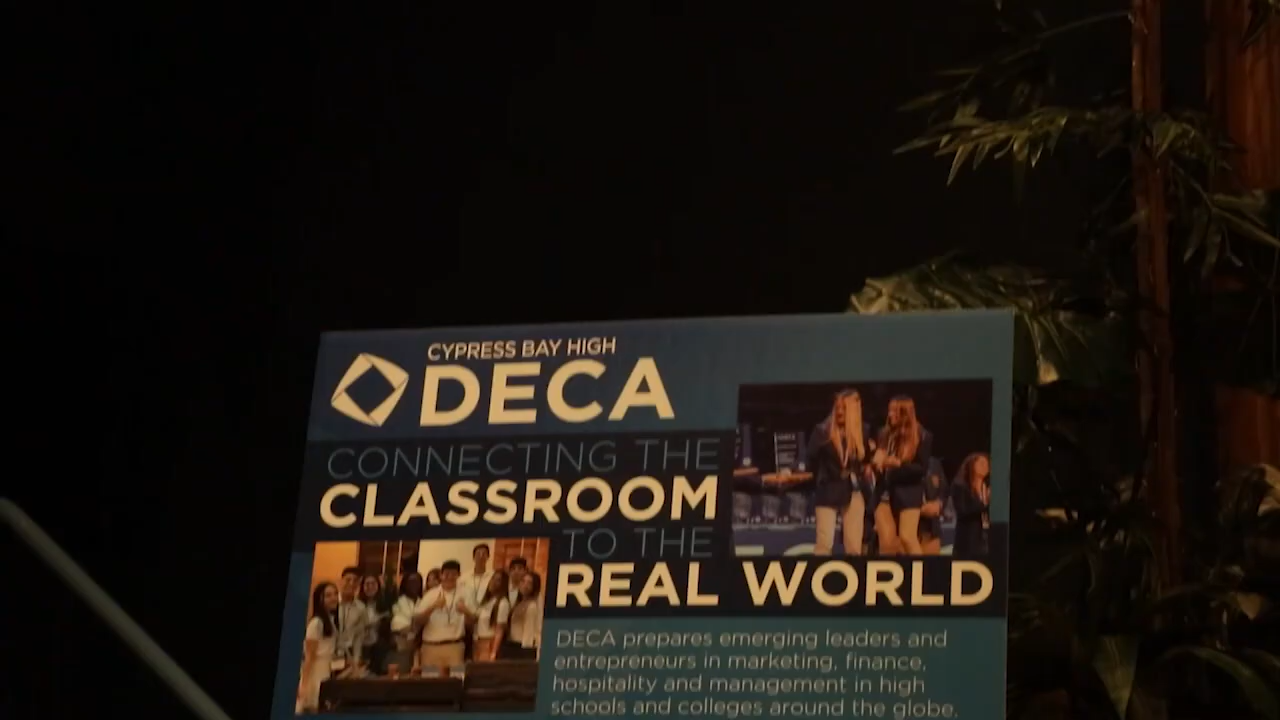 CYPRESS BAY HIGH
DECA
CONNECTING THE
CLASSROOM
TO THE
REAL WORLD
DECA prepares emerging leaders and
entrepreneurs in marketing, finance,
hospitality and management in high
schools and colleges around the globe.